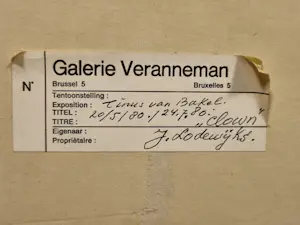 N°
Galerie Veranneman
Brussel 5 Bruxelles 5
Tentoonstelling :
Exposition : Tinus van Bakel.
TITEL : 20/5/80./24.7.80.
TITRE : "Clown"
Eigenaar : J. Lodewijks.
Propriétaire :